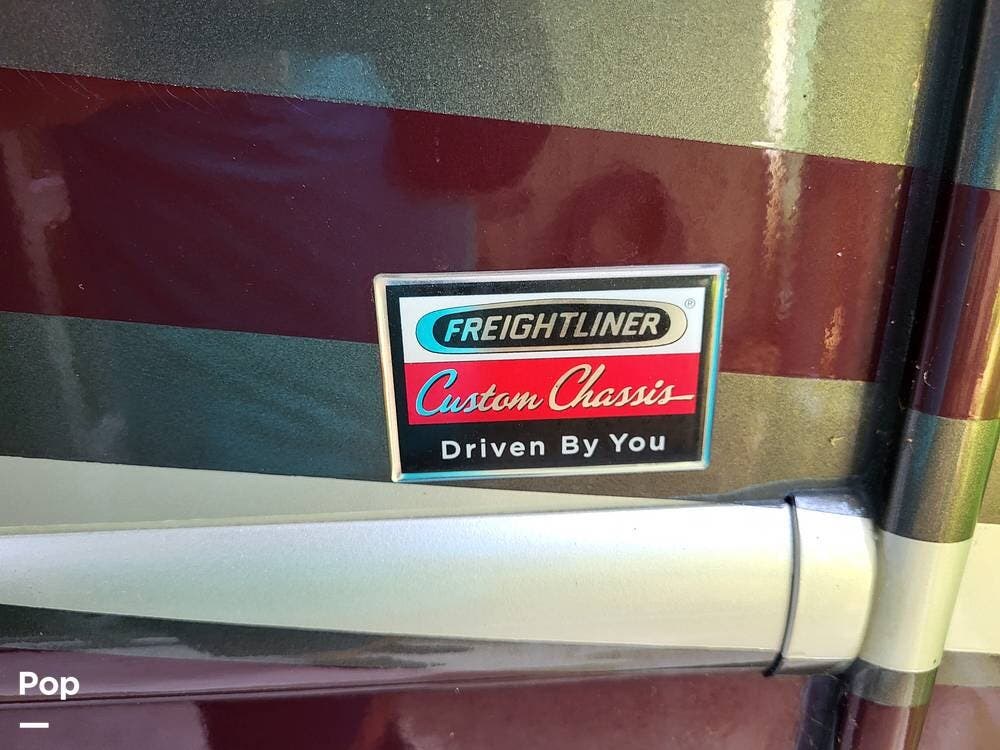 FREIGHTLINER®
Custom Chassis
Driven By You
Pop